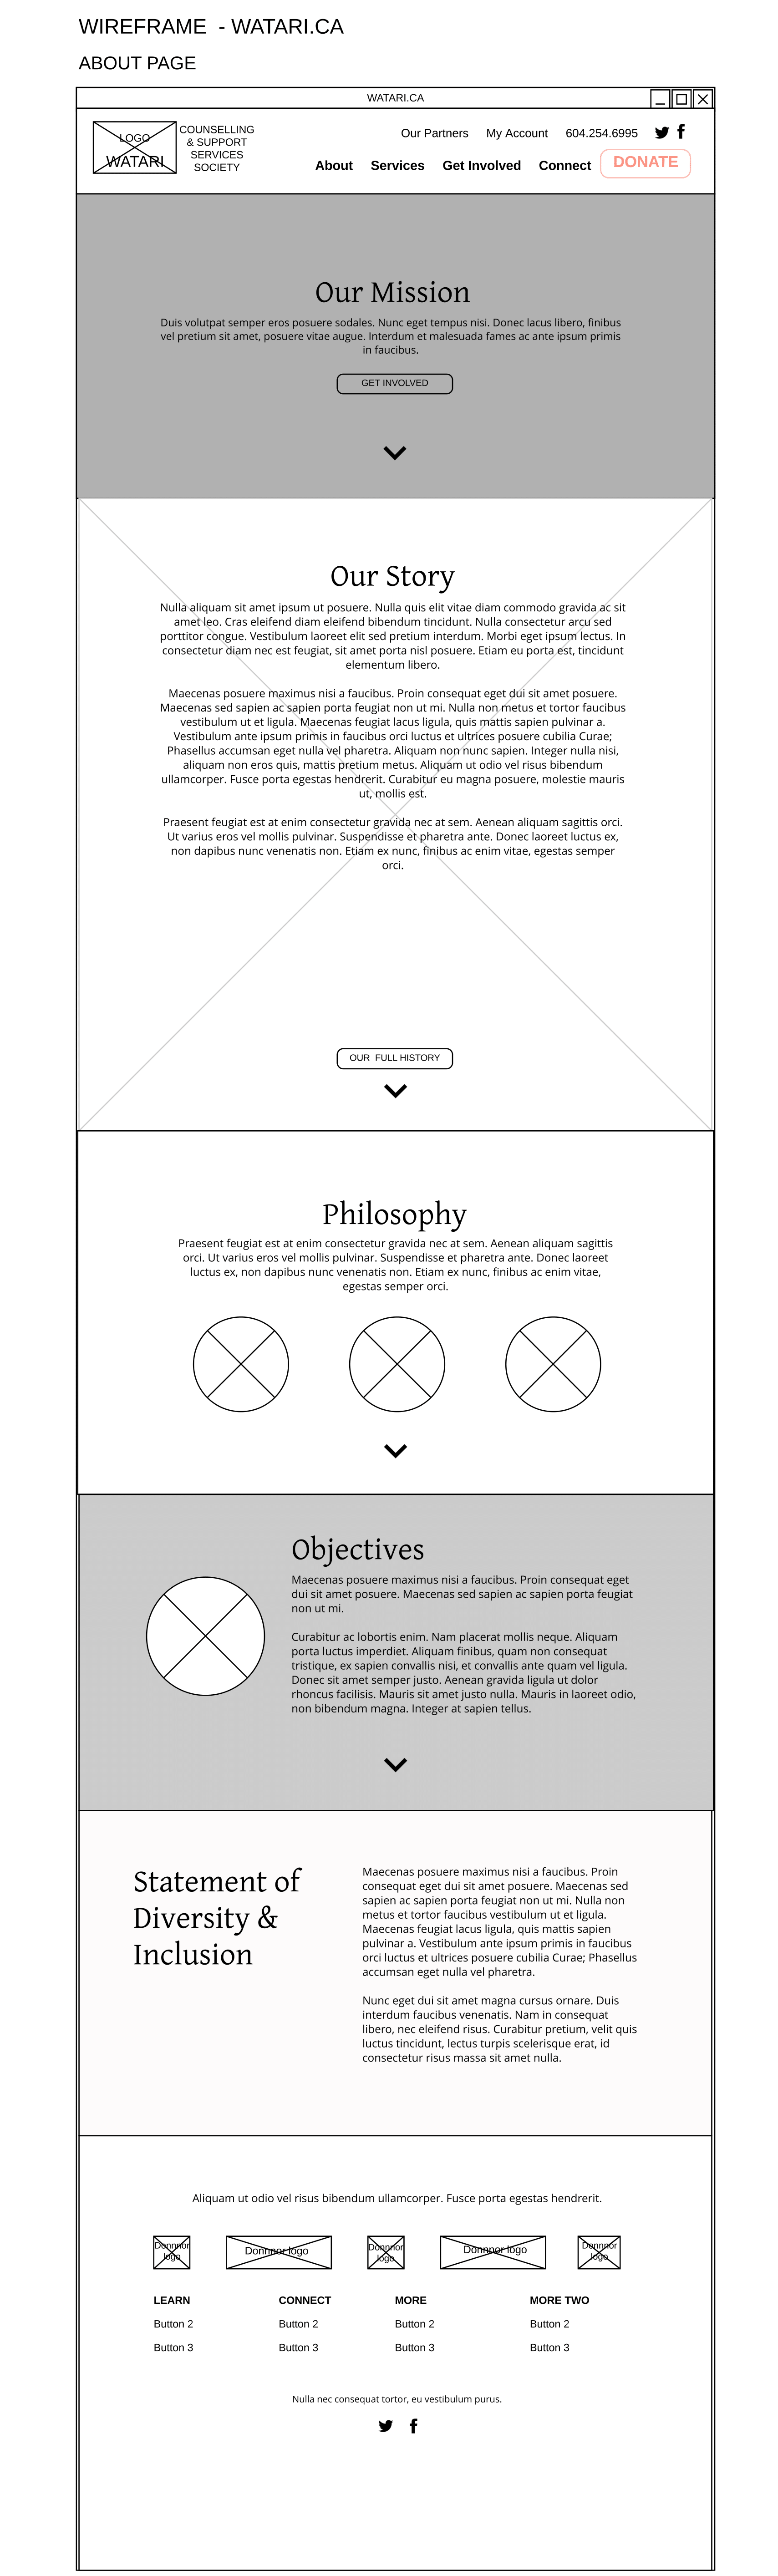 WIREFRAME - WATARI.CA
ABOUT PAGE
WATARI.CA
LOGO
WATARI
COUNSELLING
& SUPPORT
SERVICES
SOCIETY
Our Partners My Account 604.254.6995
About Services Get Involved Connect DONATE
Our Mission
Duis volutpat semper eros posuere sodales. Nunc eget tempus nisi. Donec lacus libero, finibus
vel pretium sit amet, posuere vitae augue. Interdum et malesuada fames ac ante ipsum primis
in faucibus.
GET INVOLVED
Our Story
Nulla aliquam sit amet ipsum ut posuere. Nulla quis elit vitae diam commodo gravida ac sit
amet leo. Cras eleifend diam eleifend bibendum tincidunt. Nulla consectetur arcu sed
porttitor congue. Vestibulum laoreet elit sed pretium interdum. Morbi eget ipsum lectus. In
consectetur diam nec est feugiat, sit amet porta nisl posuere. Etiam eu porta est, tincidunt
elementum libero.
Maecenas posuere maximus nisi a faucibus. Proin consequat eget dui sit amet posuere.
Maecenas sed sapien ac sapien porta feugiat non ut mi. Nulla non metus et tortor faucibus
vestibulum ut et ligula. Maecenas feugiat lacus ligula, quis mattis sapien pulvinar a.
Vestibulum ante ipsum primis in faucibus orci luctus et ultrices posuere cubilia Curae;
Phasellus accumsan eget nulla vel pharetra. Aliquam non nunc sapien. Integer nulla nisi,
aliquam non eros quis, mattis pretium metus. Aliquam ut odio vel risus bibendum
ullamcorper. Fusce porta egestas hendrerit. Curabitur eu magna posuere, molestie mauris
ut, mollis est.
Praesent feugiat est at enim consectetur gravida nec at sem. Aenean aliquam sagittis orci.
Ut varius eros vel mollis pulvinar. Suspendisse et pharetra ante. Donec laoreet luctus ex,
non dapibus nunc venenatis non. Etiam ex nunc, finibus ac enim vitae, egestas semper
orci.
OUR FULL HISTORY
Philosophy
Praesent feugiat est at enim consectetur gravida nec at sem. Aenean aliquam sagittis
orci. Ut varius eros vel mollis pulvinar. Suspendisse et pharetra ante. Donec laoreet
luctus ex, non dapibus nunc venenatis non. Etiam ex nunc, finibus ac enim vitae,
egestas semper orci.
Objectives
Maecenas posuere maximus nisi a faucibus. Proin consequat eget
dui sit amet posuere. Maecenas sed sapien ac sapien porta feugiat
non ut mi.
Curabitur ac lobortis enim. Nam placerat mollis neque. Aliquam
porta luctus imperdiet. Aliquam finibus, quam non consequat
tristique, ex sapien convallis nisi, et convallis ante quam vel ligula.
Donec sit amet semper justo. Aenean gravida ligula ut dolor
rhoncus facilisis. Mauris sit amet justo nulla. Mauris in laoreet odio,
non bibendum magna. Integer at sapien tellus.
Statement of
Diversity &
Inclusion
Maecenas posuere maximus nisi a faucibus. Proin
consequat eget dui sit amet posuere. Maecenas sed
sapien ac sapien porta feugiat non ut mi. Nulla non
metus et tortor faucibus vestibulum ut et ligula.
Maecenas feugiat lacus ligula, quis mattis sapien
pulvinar a. Vestibulum ante ipsum primis in faucibus
orci luctus et ultrices posuere cubilia Curae; Phasellus
accumsan eget nulla vel pharetra.
Nunc eget dui sit amet magna cursus ornare. Duis
interdum faucibus venenatis. Nam in consequat
libero, nec eleifend risus. Curabitur pretium, velit quis
luctus tincidunt, lectus turpis scelerisque erat, id
consectetur risus massa sit amet nulla.
Aliquam ut odio vel risus bibendum ullamcorper. Fusce porta egestas hendrerit.
Donnnor
logo
Donnnor logo
Donnnor
logo
Donnnor logo
Donnnor
logo
LEARN CONNECT MORE MORE TWO
Button 2 Button 2 Button 2 Button 2
Button 3 Button 3 Button 3 Button 3
Nulla nec consequat tortor, eu vestibulum purus.